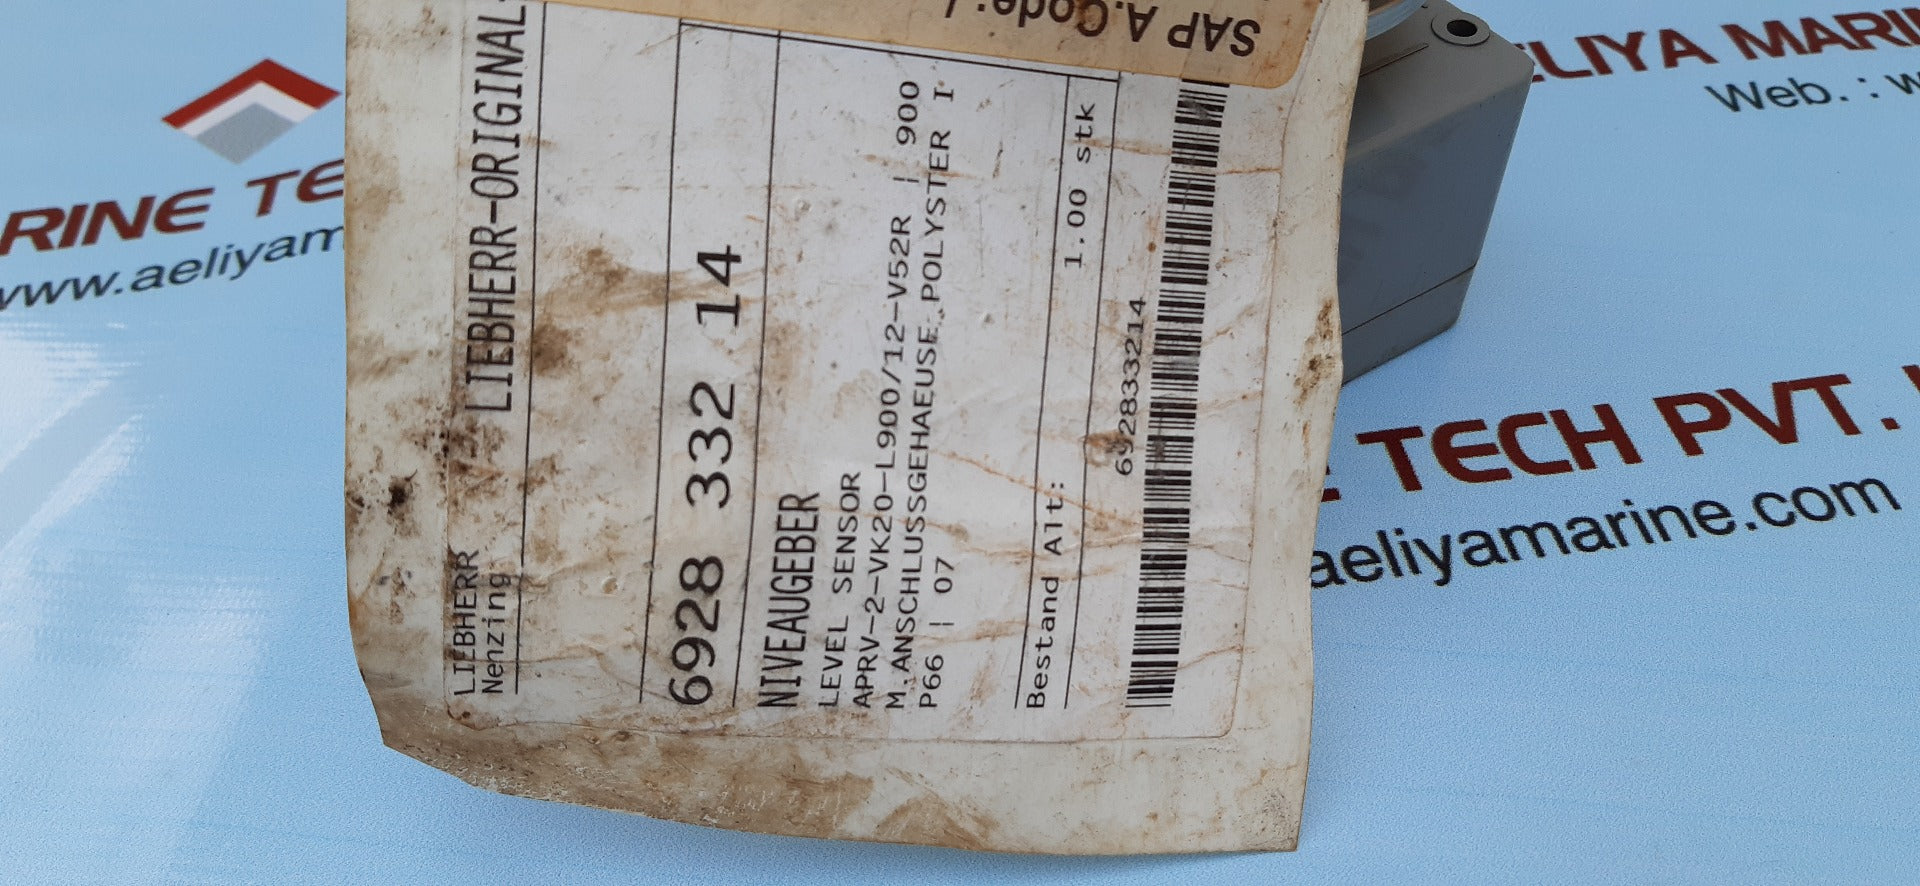 SAP A.Code: /
LIEBHERR
Nenzing
LIEBHERR-ORIGINAL-
6928 332 14
NIVEAUGEBER
LEVEL SENSOR
APRV-2-VK20-L900/12-V52R | 900
M.ANSCHLUSSGEHAEUSE POLYSTER I
P66 | 07
Bestand Alt: 1.00 stk
692833214
RINE TE
www.aeliyam
ELIYA MARIN
Web. : w
E TECH PVT.
aeliyamarine.com